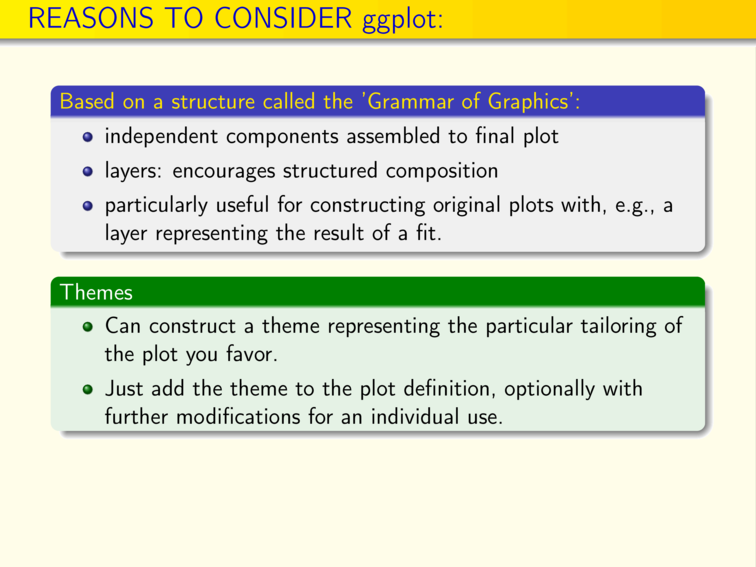 REASONS TO CONSIDER ggplot:
Based on a structure called the 'Grammar of Graphics':
independent components assembled to final plot
layers: encourages structured composition
particularly useful for constructing original plots with, e.g., a
layer representing the result of a fit.
Themes
Can construct a theme representing the particular tailoring of
the plot you favor.
Just add the theme to the plot definition, optionally with
further modifications for an individual use.